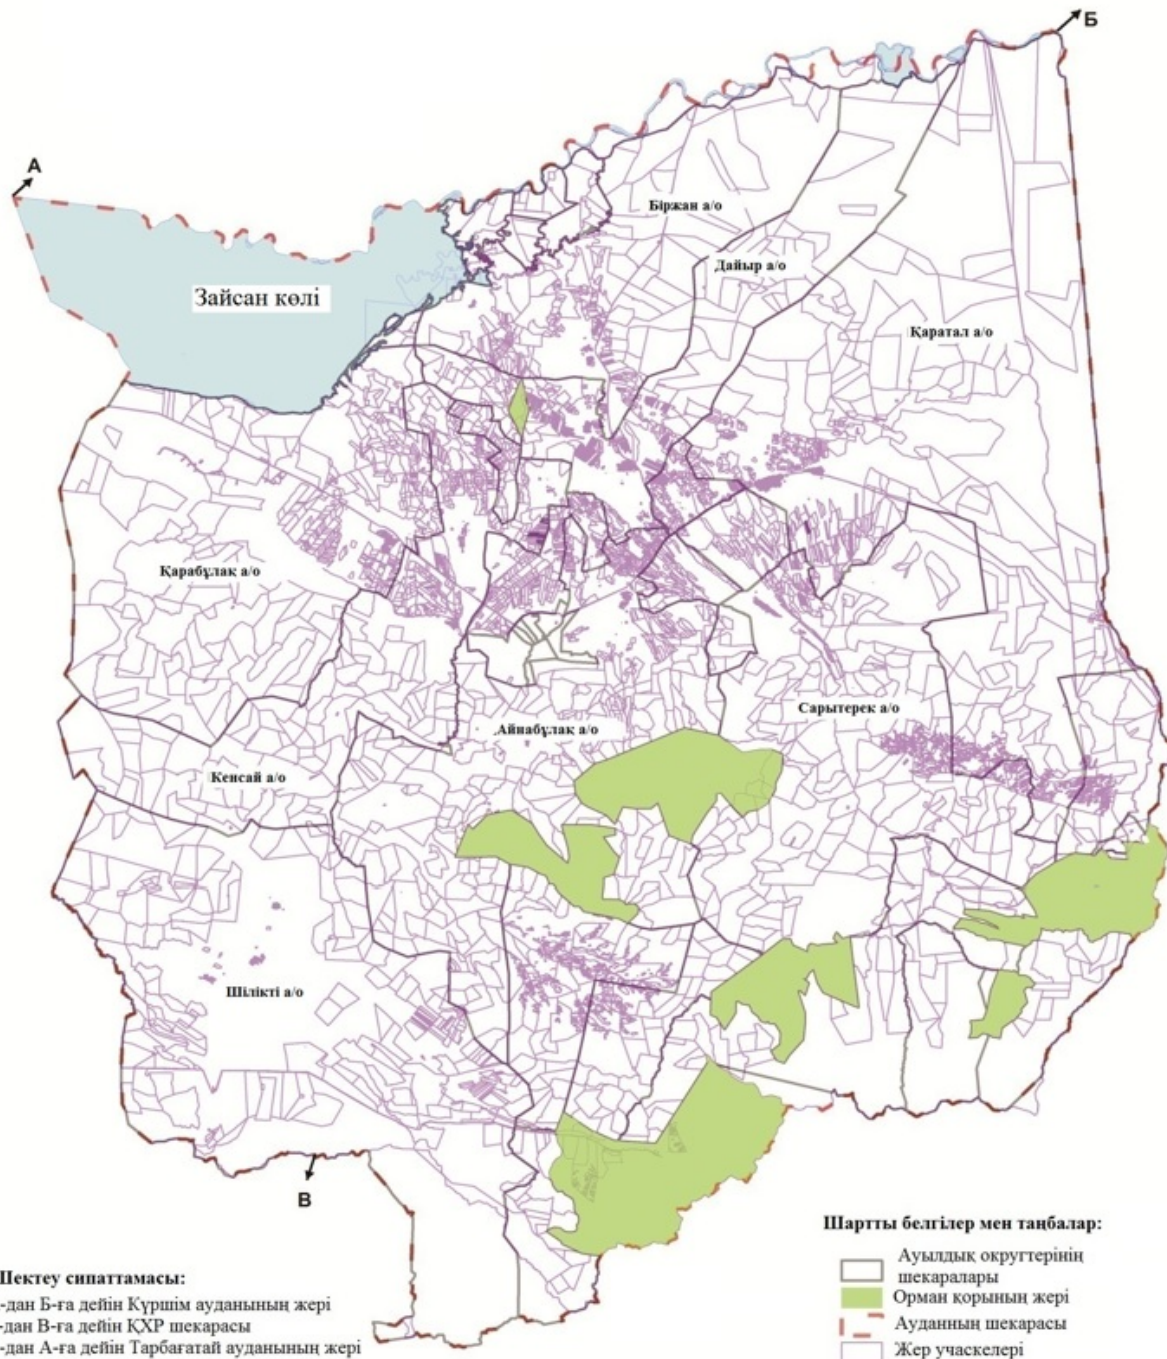 Б
А
Біржан а/о
Дайыр а/о
Зайсан көлі
Қаратал а/о
Қарабұлақ а/о
Сарытерек а/о
Айнабұлақ а/о
Кенсай а/о
Шілікті а/о
В
Шартты белгілер мен таңбалар:
Ауылдық округтерінің
шекаралары
Орман қорының жері
Ауданның шекарасы
Жер учаскелері
сипаттамасы:
-дан Б-ға дейін Күршім ауданының жері
-дан В-ға дейін ҚХР шекарасы
-дан А-ға дейін Тарбағатай ауданының жері